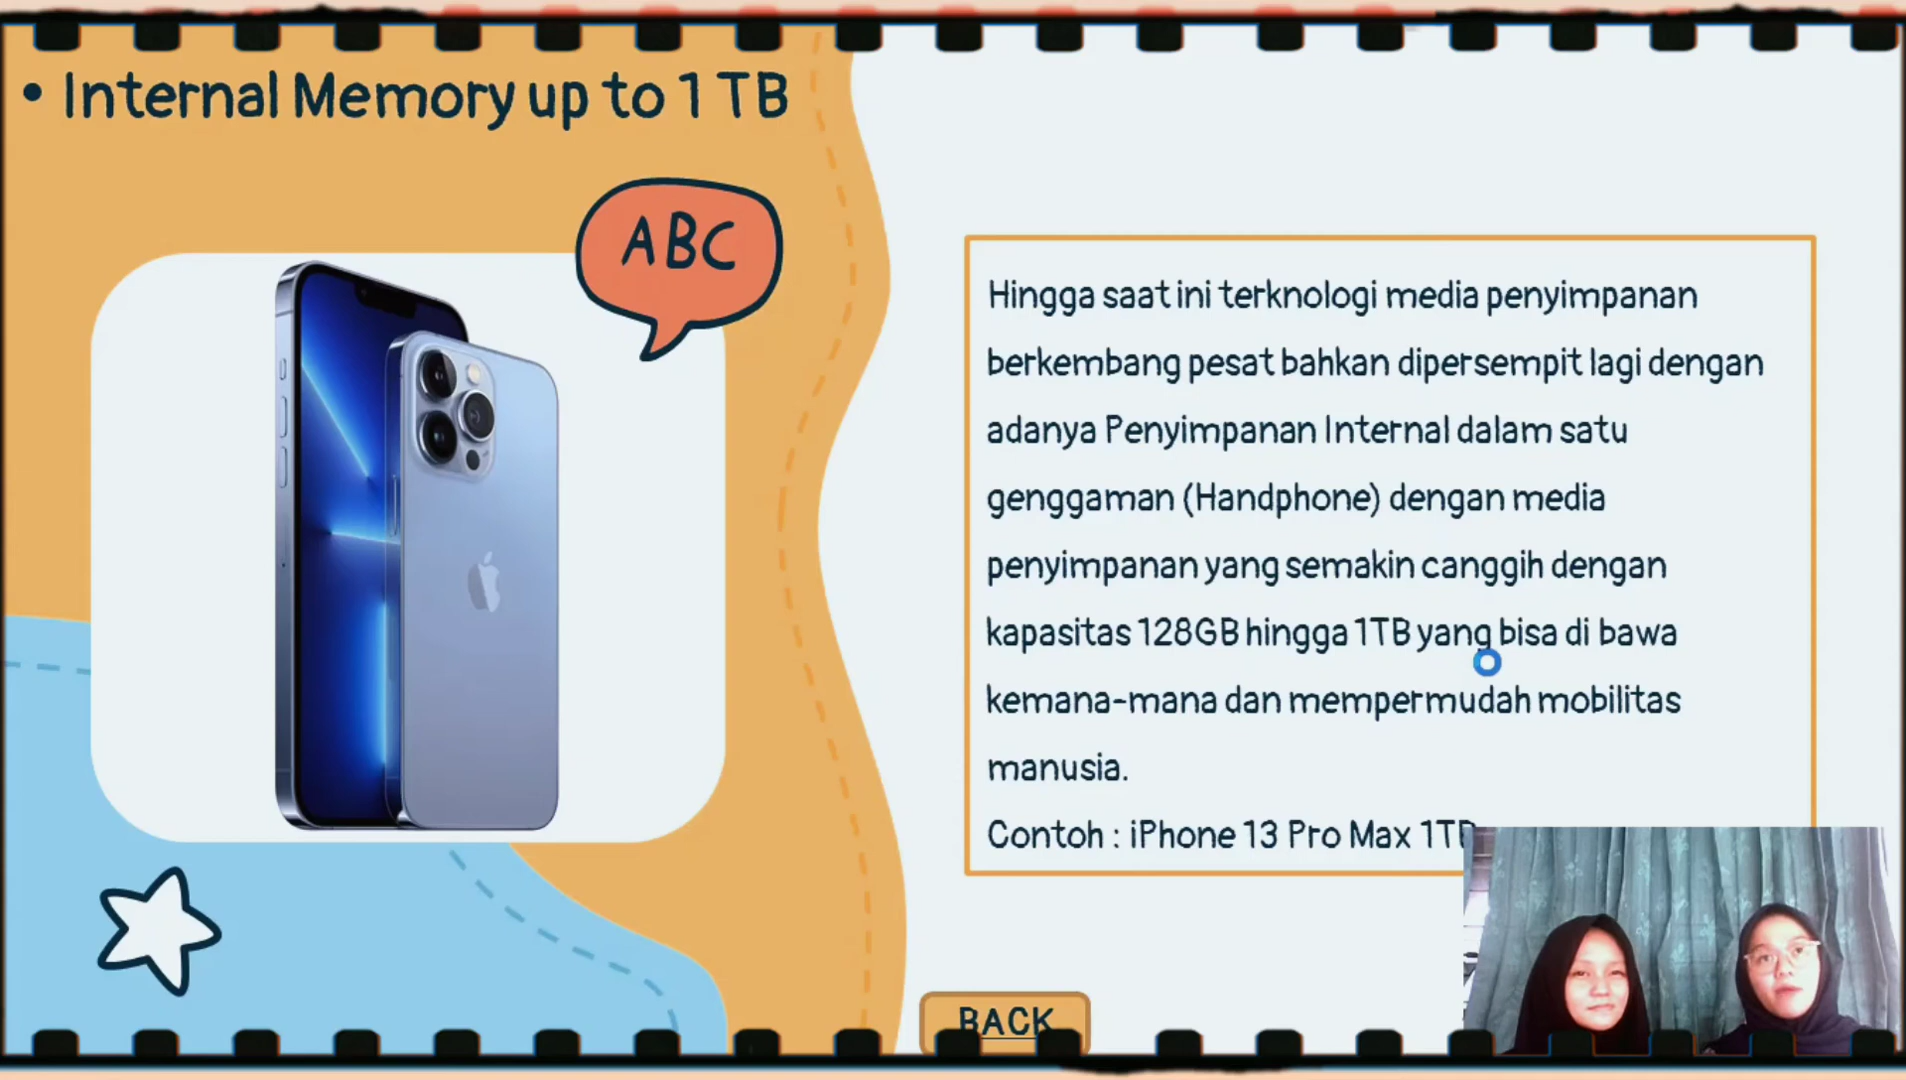 • Internal Memory up to 1 TB
ABC
Hingga saat ini terknologi media penyimpanan
berkembang pesat bahkan dipersempit lagi dengan
adanya Penyimpanan Internal dalam satu
genggaman (Handphone) dengan media
penyimpanan yang semakin canggih dengan
kapasitas 128GB hingga 1TB yang bisa di bawa
kemana-mana dan mempermudah mobilitas
manusia.
Contoh : iPhone 13 Pro Max 1TB
BACK